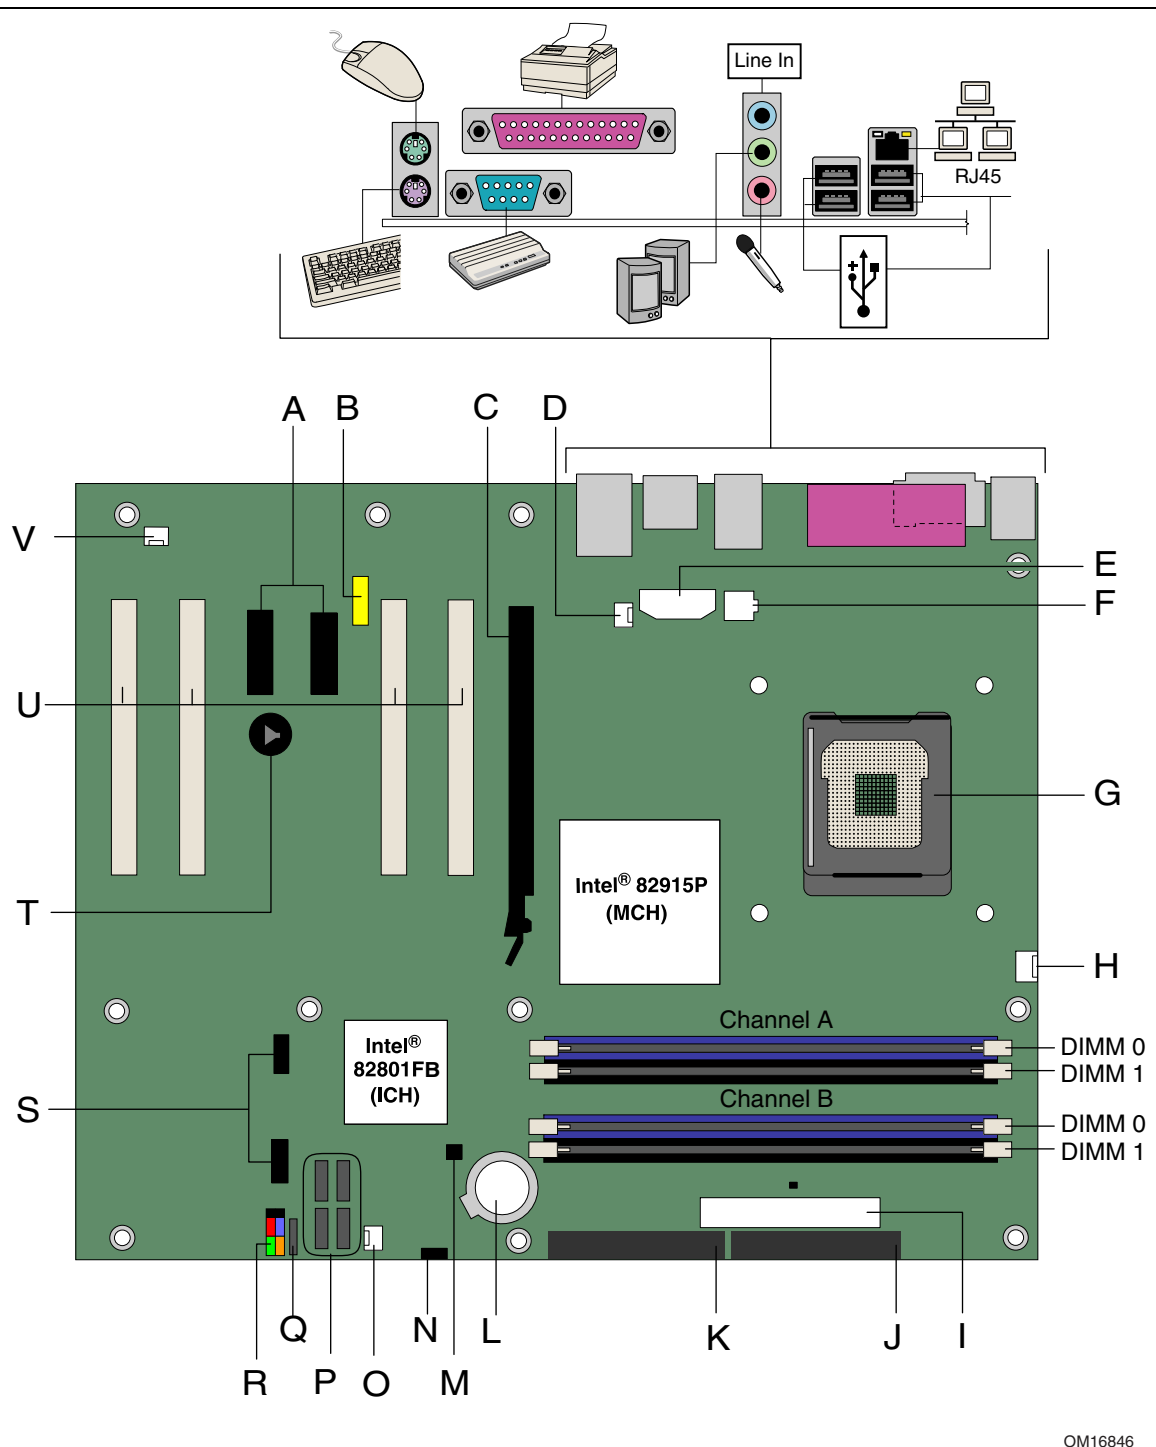 Line In
RJ45
A B C D
V
E
F
U
G
Intel® 82915P
(MCH)
T
H
Channel A
Intel®
82801FB
(ICH)
DIMM 0
DIMM 1
Channel B
S
DIMM 0
DIMM 1
Q N L K J I
R P O M
OM16846